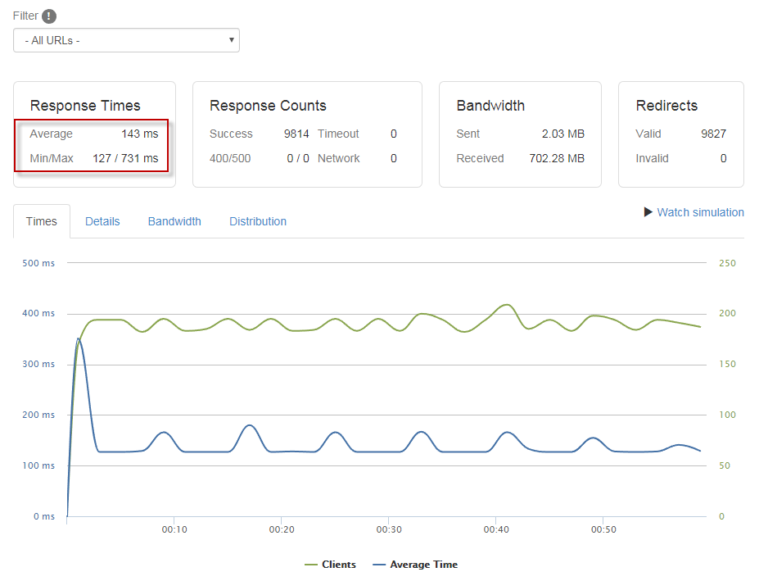 Filter !
- All URLs -
Response Times
Average 143 ms
Min/Max 127 / 731 ms
Response Counts
Success 9814 Timeout 0
400/500 0 / 0 Network 0
Bandwidth
Sent 2.03 MB
Received 702.28 MB
Redirects
Valid 9827
Invalid 0
Times Details Bandwidth Distribution
Watch simulation
500 ms 250
400 ms 200
300 ms 150
200 ms 100
100 ms 50
0 ms 0
00:10 00:20 00:30 00:40 00:50
Clients Average Time